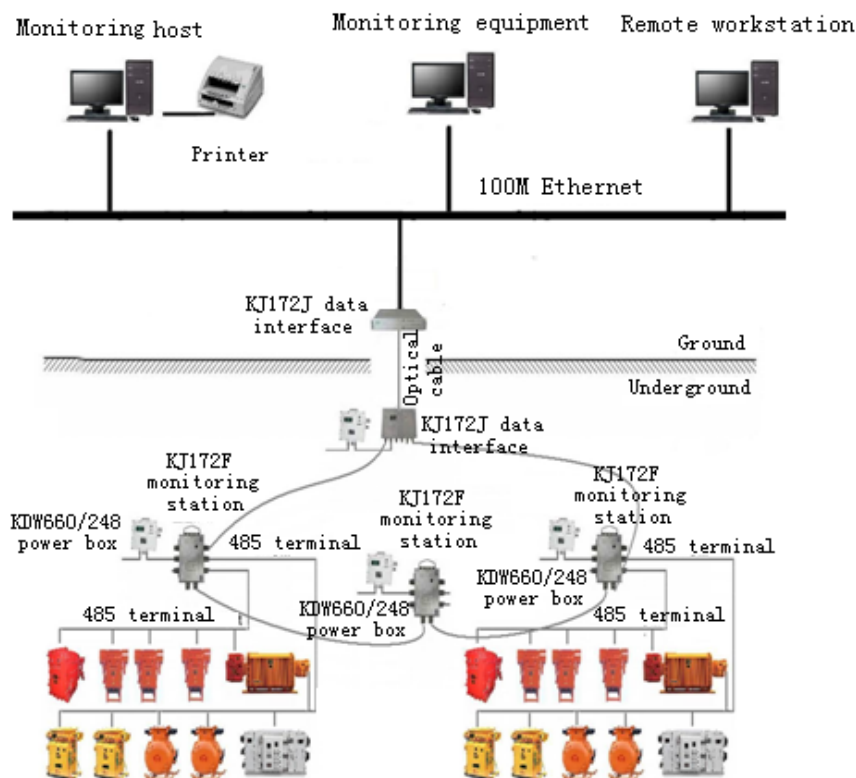 Monitoring host
Monitoring equipment
Remote workstation
Printer
100M Ethernet
KJ172J data
interface
Optical
cable
Ground
Underground
KJ172J data
interface
KJ172F
monitoring
station
KJ172F
monitoring
station
KJ172F
monitoring
station
KDW660/248
power box
485 terminal
485 terminal
KDW660/248
power box
KDW660/248
power box
485 terminal
485 terminal